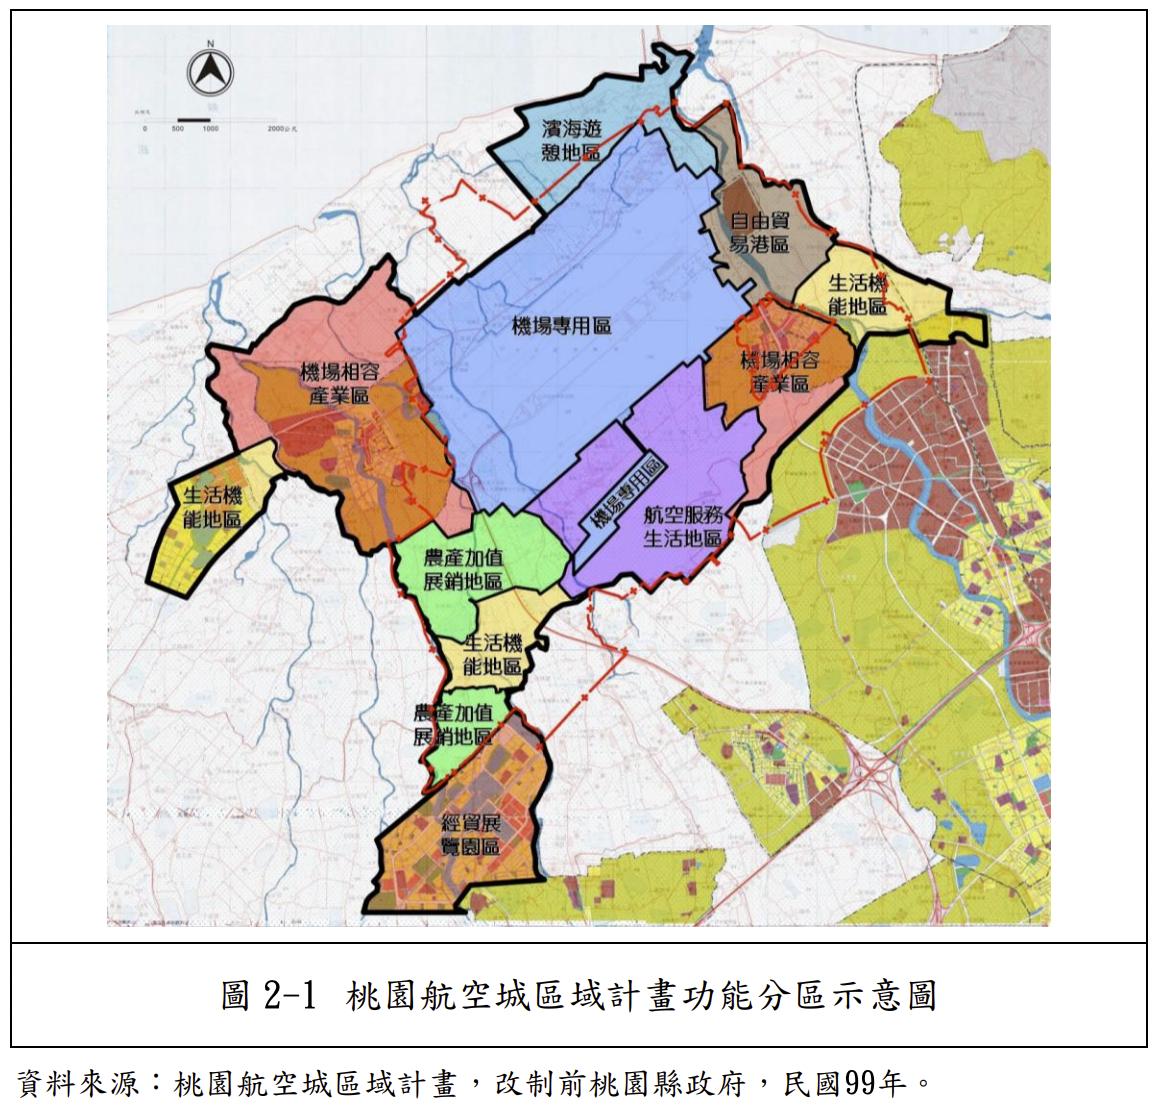 N
0 500 1000 2000公尺
濱海遊
憩地區
自由貿
易港區
生活機
能地區
機場專用區
機場相容
產業區
機場相容
產業區
生活機
能地區
機場專用區
航空服務
生活地區
農產加值
展銷地區
生活機
能地區
農產加值
展銷地區
經貿展
覽園區
圖 2-1 桃園航空城區域計畫功能分區示意圖
資料來源：桃園航空城區域計畫，改制前桃園縣政府，民國99年。